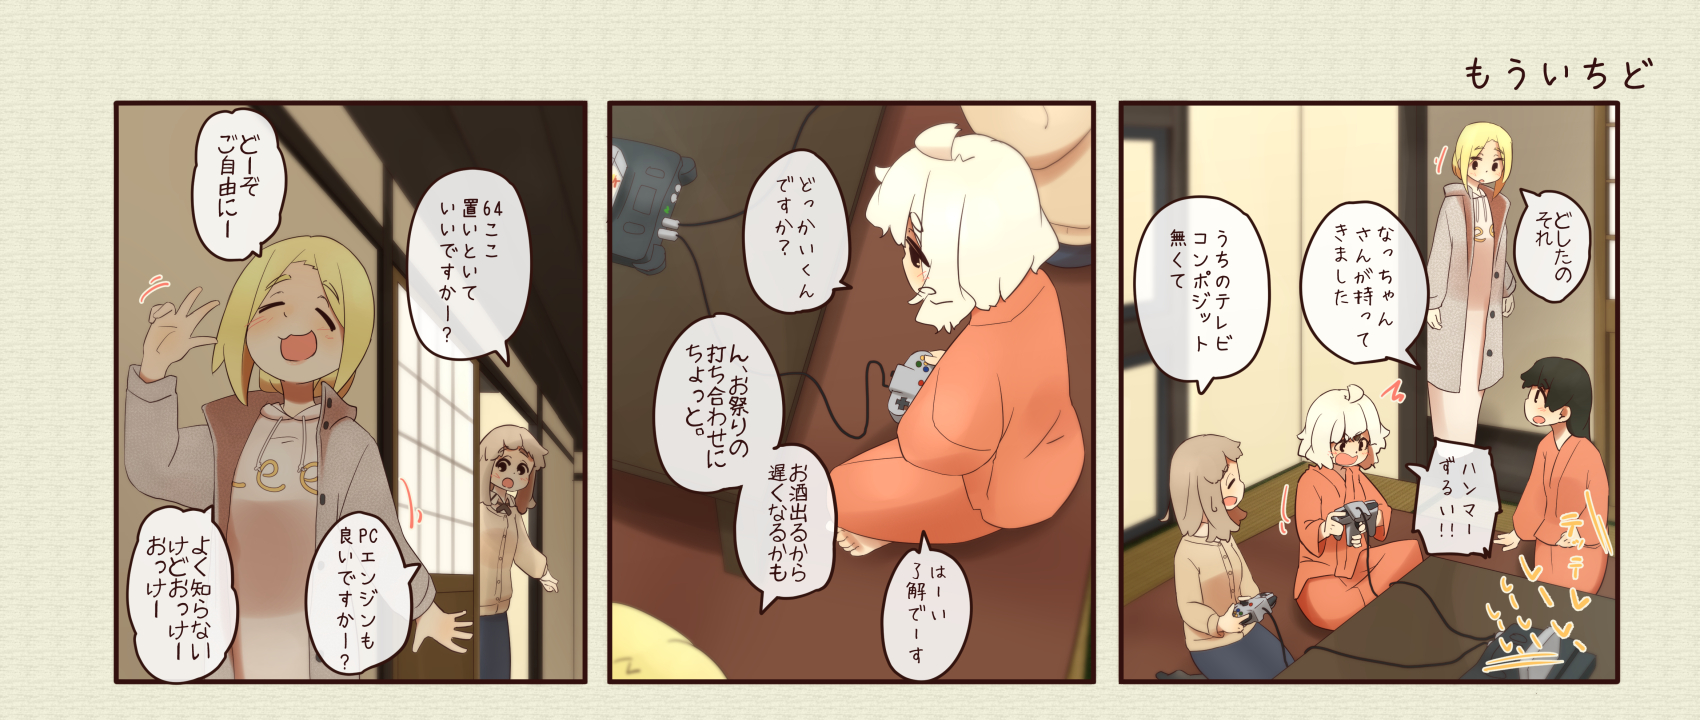 もういちど
どしたの
それ
なっちゃん
さんが持って
きました
うちのテレビ
コンポジット
無くて
ハンマー
ずるい!!
テッテテ
どっかいくん
ですか？
ん、お祭りの
打ち合わせに
ちょっと。
お酒出るから
遅くなるかも
はーい
了解でーす
64ここ
置いといて
いいですかー？
どーぞ
ご自由にー
PCエンジンも
良いですかー？
よく知らない
けどおっけー
おっけー